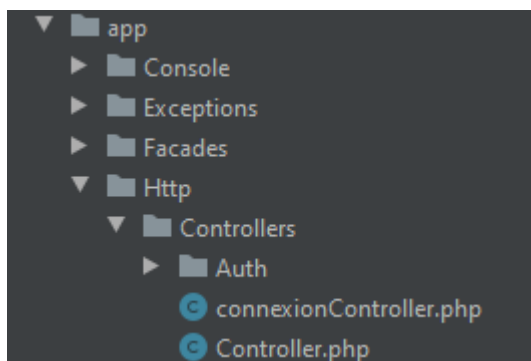 app
Console
Exceptions
Facades
Http
Controllers
Auth
connexionController.php
Controller.php